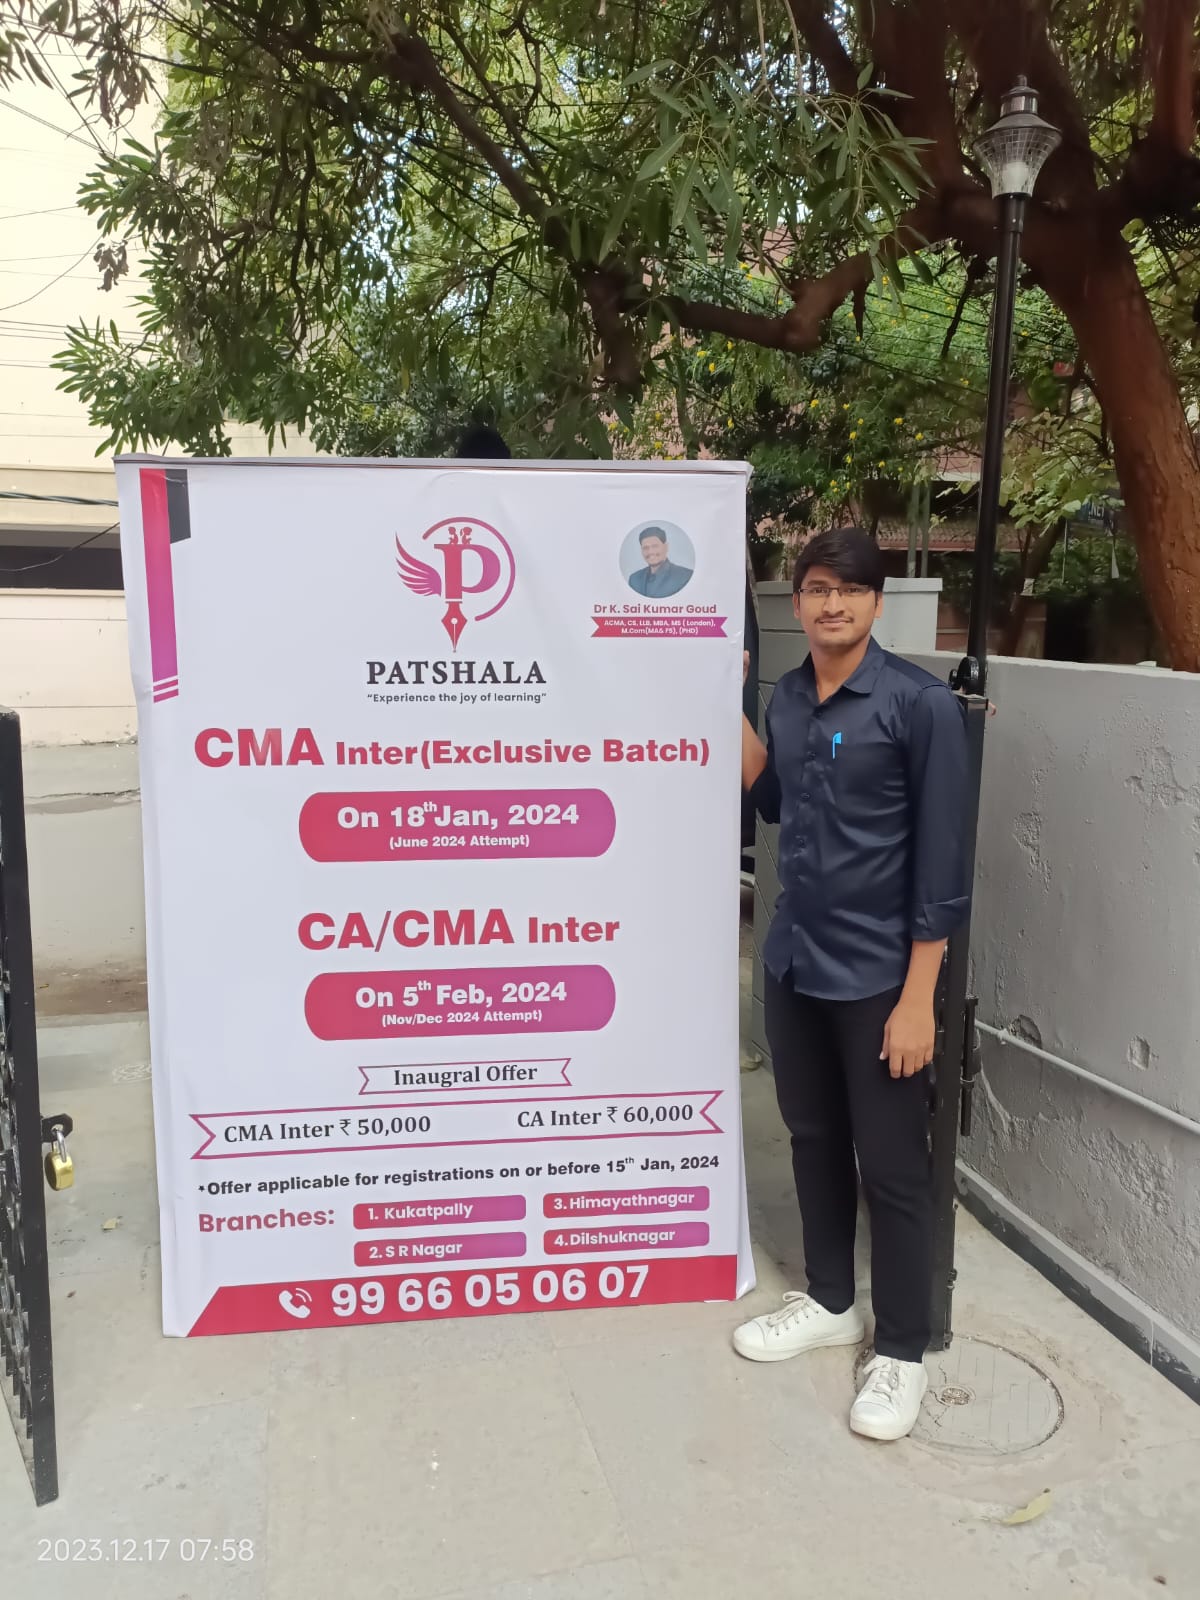 P
Dr K. Sai Kumar Goud
ACMA, CS, LLB, MBA, MS ( Londen),
M.Com(MA& FS), (PHD)
PATSHALA
“Experience the joy of learning”
CMA Inter(Exclusive Batch)
On 18th Jan, 2024
(June 2024 Attempt)
CA/CMA Inter
On 5th Feb, 2024
(Nov/Dec 2024 Attempt)
Inaugral Offer
CMA Inter ₹ 50,000 CA Inter ₹ 60,000
*Offer applicable for registrations on or before 15th Jan, 2024
Branches: 1. Kukatpally 3. Himayathnagar
2. S R Nagar 4. Dilshuknagar
99 66 05 06 07
2023.12.17 07:58